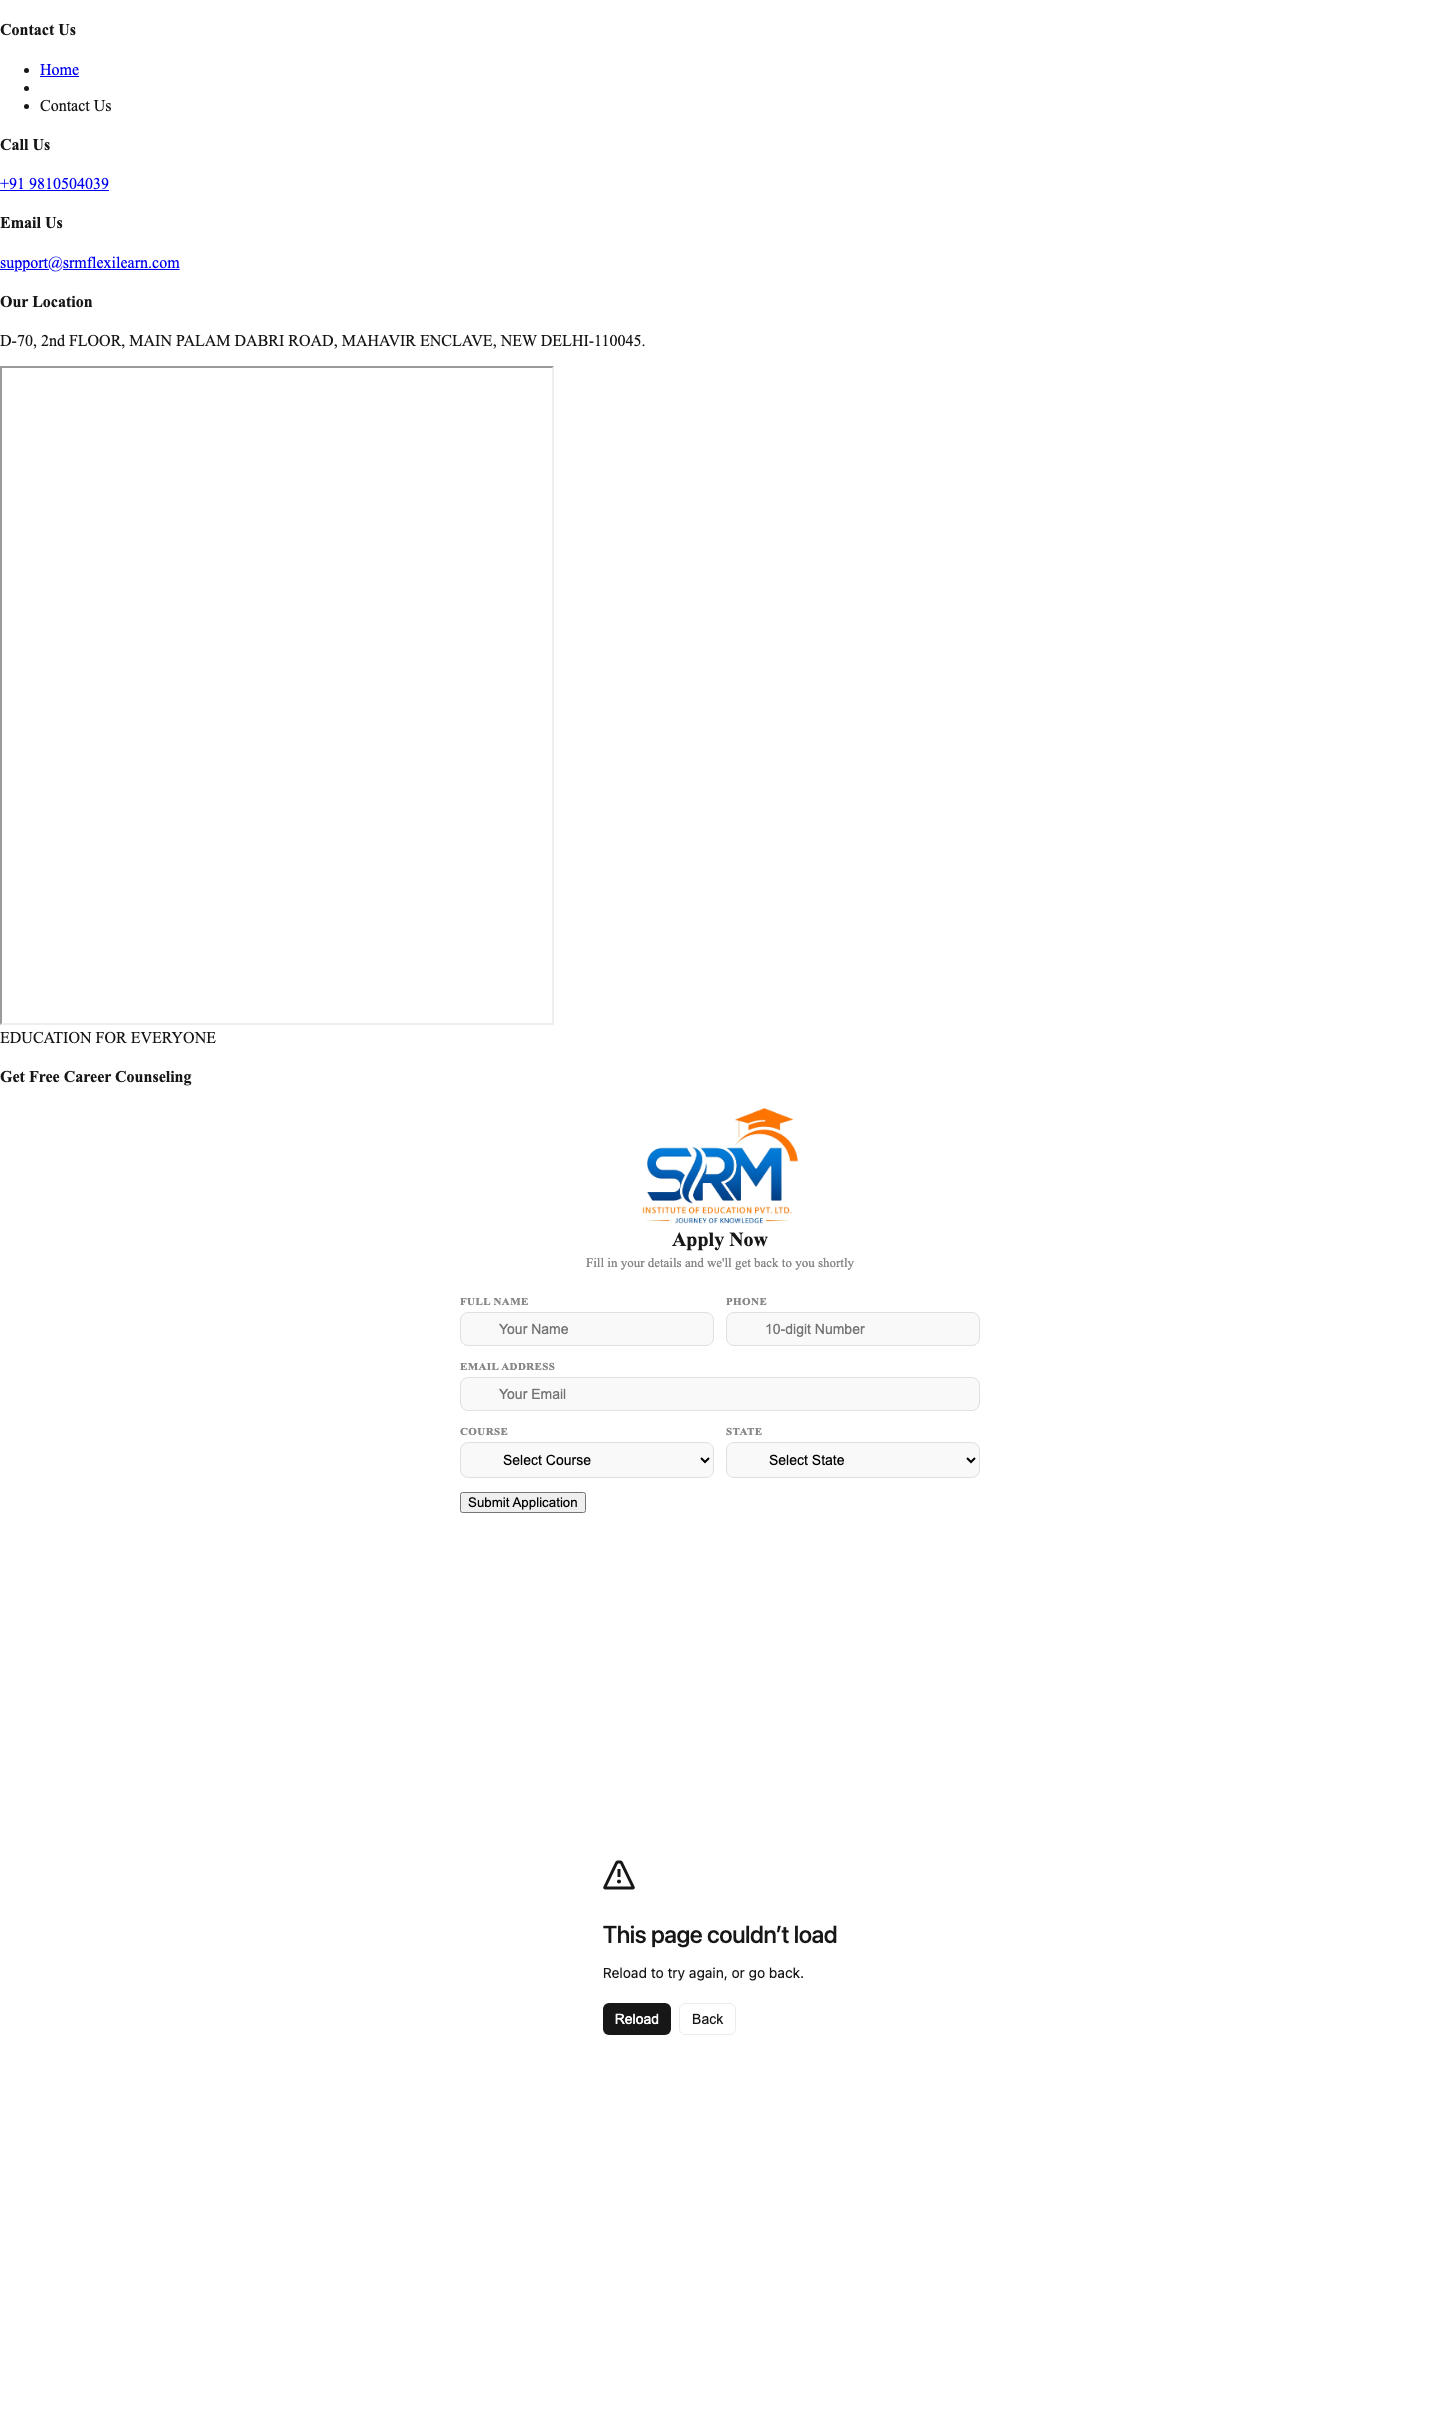 Contact Us
Home
Contact Us
Call Us
+91 9810504039
Email Us
support@srmflexilearn.com
Our Location
D-70, 2nd FLOOR, MAIN PALAM DABRI ROAD, MAHAVIR ENCLAVE, NEW DELHI-110045.
EDUCATION FOR EVERYONE
Get Free Career Counseling
SRM
INSTITUTE OF EDUCATION PVT. LTD.
JOURNEY OF KNOWLEDGE
Apply Now
Fill in your details and we'll get back to you shortly
FULL NAME PHONE
Your Name 10-digit Number
EMAIL ADDRESS
Your Email
COURSE STATE
Select Course Select State
Submit Application
This page couldn’t load
Reload to try again, or go back.
Reload Back